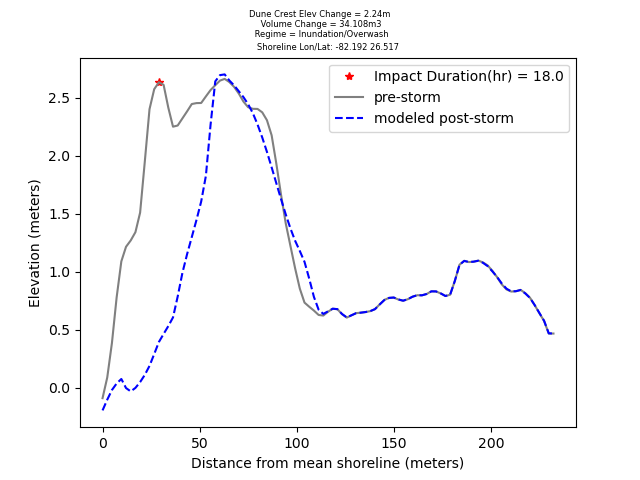 Dune Crest Elev Change = 2.24m
Volume Change = 34.108m3
Regime = Inundation/Overwash
Shoreline Lon/Lat: -82.192 26.517
Impact Duration(hr) = 18.0
pre-storm
modeled post-storm
Elevation (meters)
2.5
2.0
1.5
1.0
0.5
0.0
0
50
100
150
200
Distance from mean shoreline (meters)